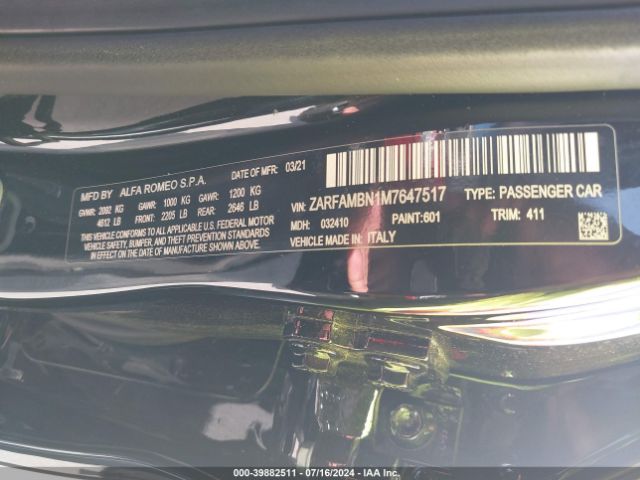 MFD BY ALFA ROMEO S.P.A. DATE OF MFR: 03/21
GVWR: 2092 KG GAWR: 1000 KG GAWR: 1200 KG
4612 LB FRONT: 2205 LB REAR: 2646 LB
THIS VEHICLE CONFORMS TO ALL APPLICABLE U.S. FEDERAL MOTOR
VEHICLE SAFETY, BUMPER, AND THEFT PREVENTION STANDARDS
IN EFFECT ON THE DATE OF MANUFACTURE SHOWN ABOVE.
VIN: ZARFAMBN1M7647517 TYPE: PASSENGER CAR
MDH: 032410 PAINT:601 TRIM: 411
VEHICLE MADE IN: ITALY
000-39882511 - 07/16/2024 - IAA Inc.